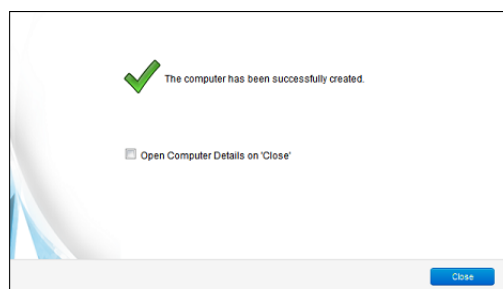 The computer has been successfully created.
Open Computer Details on 'Close'
Close